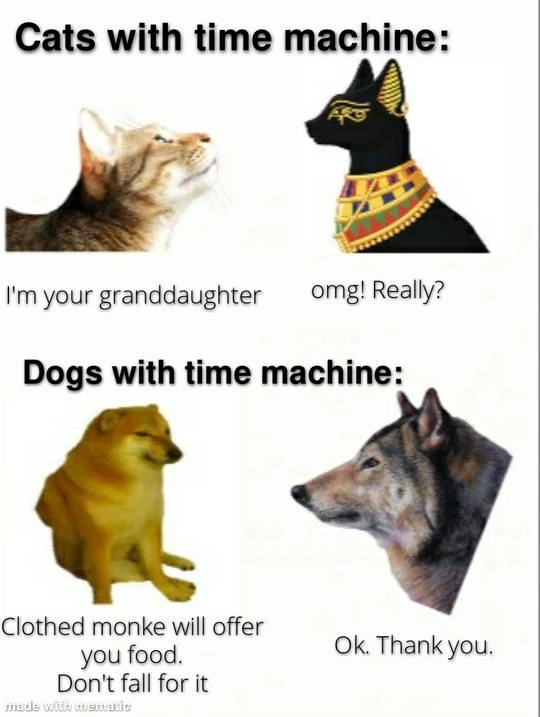 Cats with time machine:
I'm your granddaughter
omg! Really?
Dogs with time machine:
Clothed monke will offer
you food.
Don't fall for it
Ok. Thank you.
made with mematic